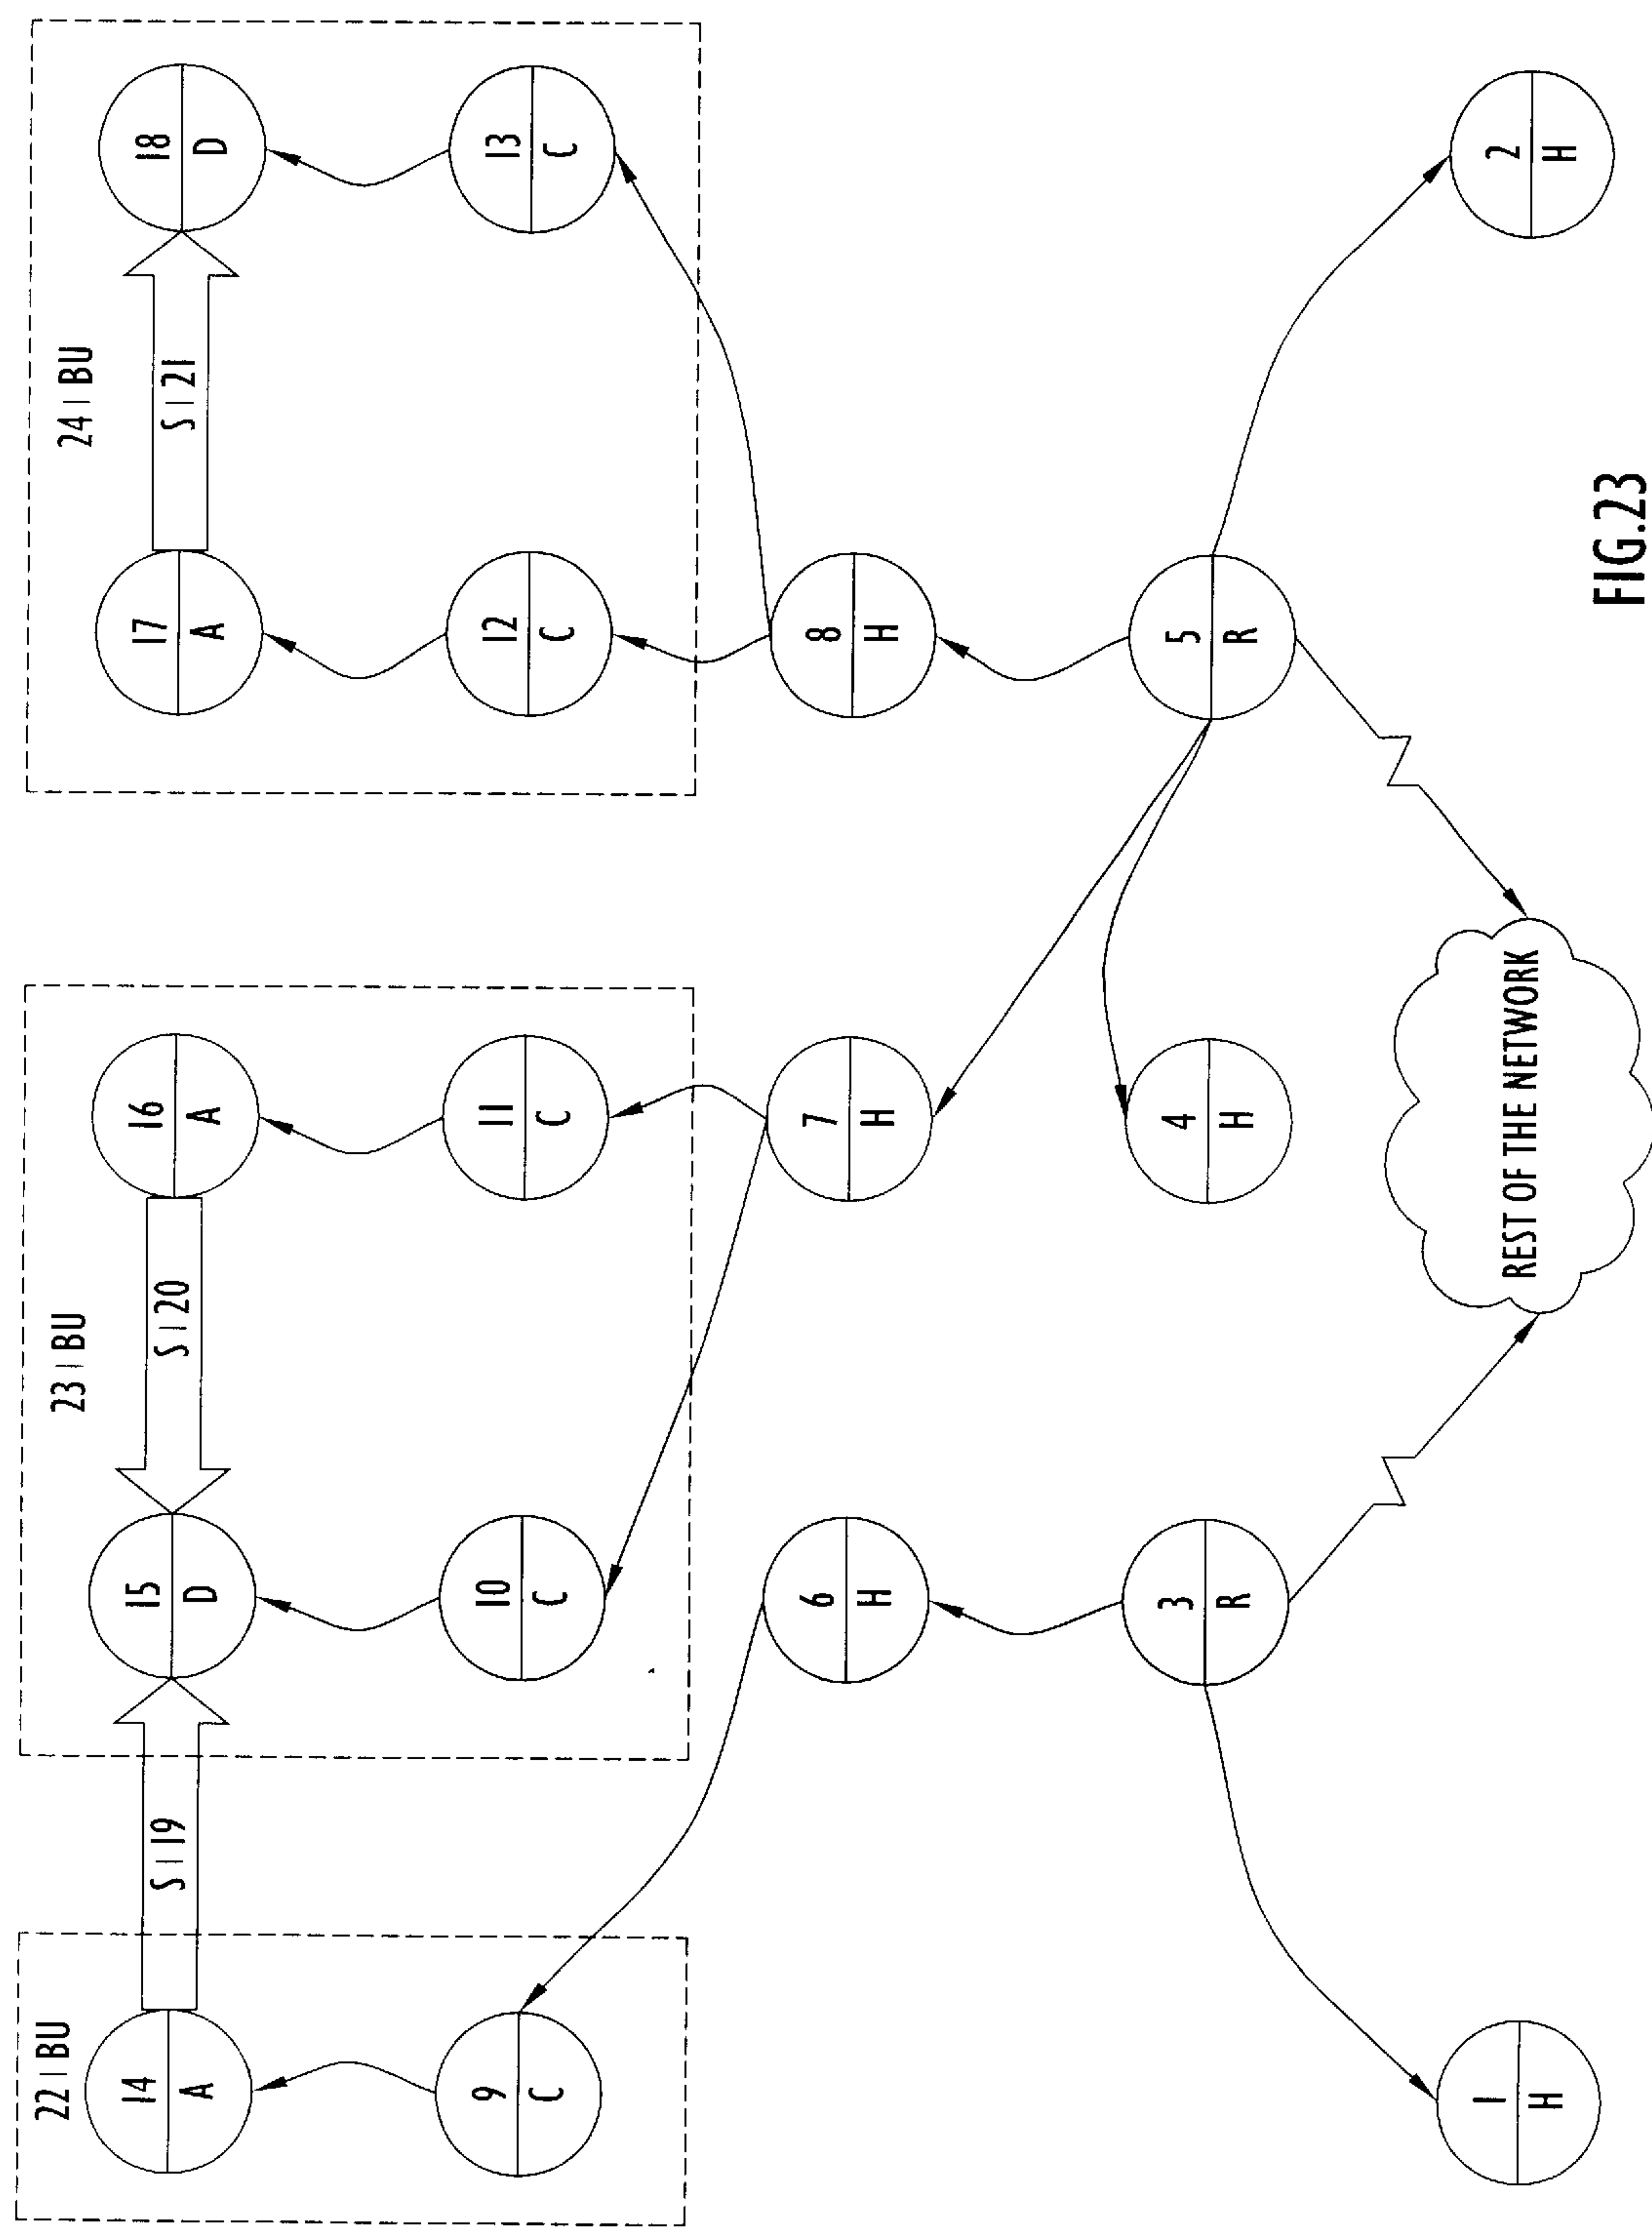 22 | BU
23 | BU
24 | BU
14
A
S | 19
15
D
S | 20
16
A
17
A
S | 21
18
D
9
C
10
C
11
C
12
C
13
C
6
H
7
H
8
H
3
R
4
H
5
R
1
H
REST OF THE NETWORK
2
H
FIG.23